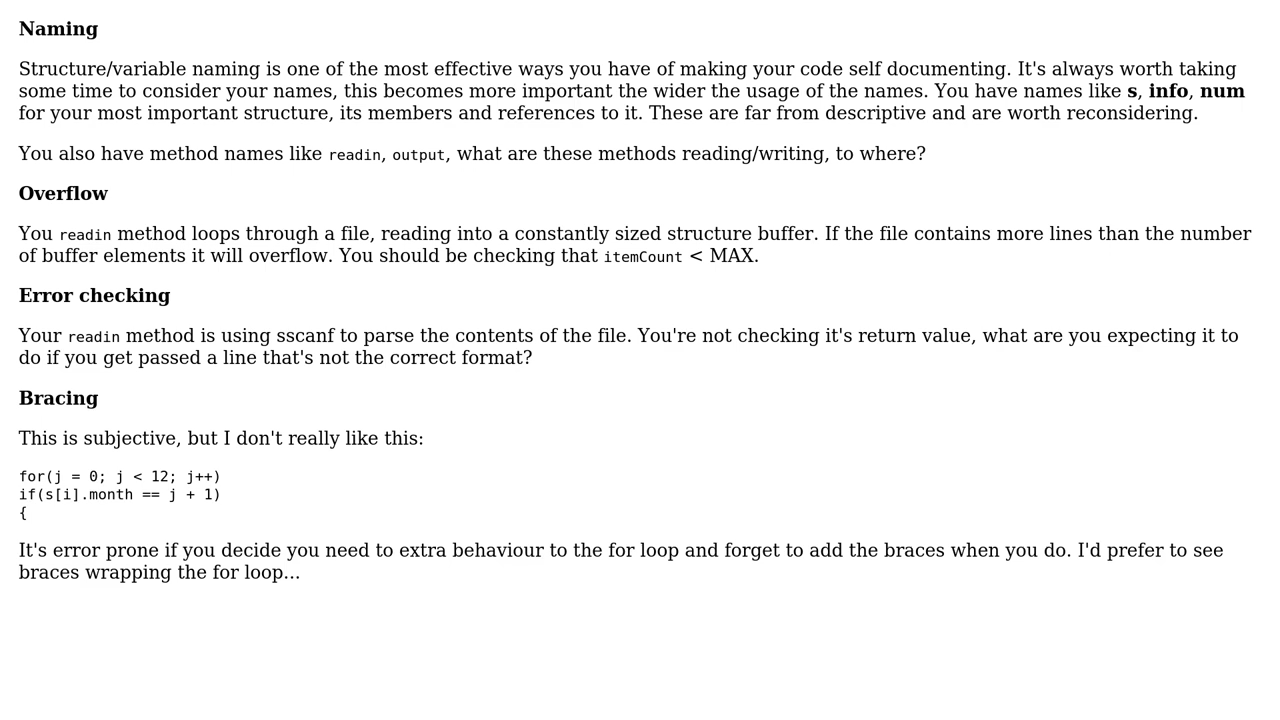 Naming
Structure/variable naming is one of the most effective ways you have of making your code self documenting. It's always worth taking
some time to consider your names, this becomes more important the wider the usage of the names. You have names like s, info, num
for your most important structure, its members and references to it. These are far from descriptive and are worth reconsidering.
You also have method names like readin, output, what are these methods reading/writing, to where?
Overflow
You readin method loops through a file, reading into a constantly sized structure buffer. If the file contains more lines than the number
of buffer elements it will overflow. You should be checking that itemCount < MAX.
Error checking
Your readin method is using sscanf to parse the contents of the file. You're not checking it's return value, what are you expecting it to
do if you get passed a line that's not the correct format?
Bracing
This is subjective, but I don't really like this:
for(j = 0; j < 12; j++)
if(s[i].month == j + 1)
{
It's error prone if you decide you need to extra behaviour to the for loop and forget to add the braces when you do. I'd prefer to see
braces wrapping the for loop...